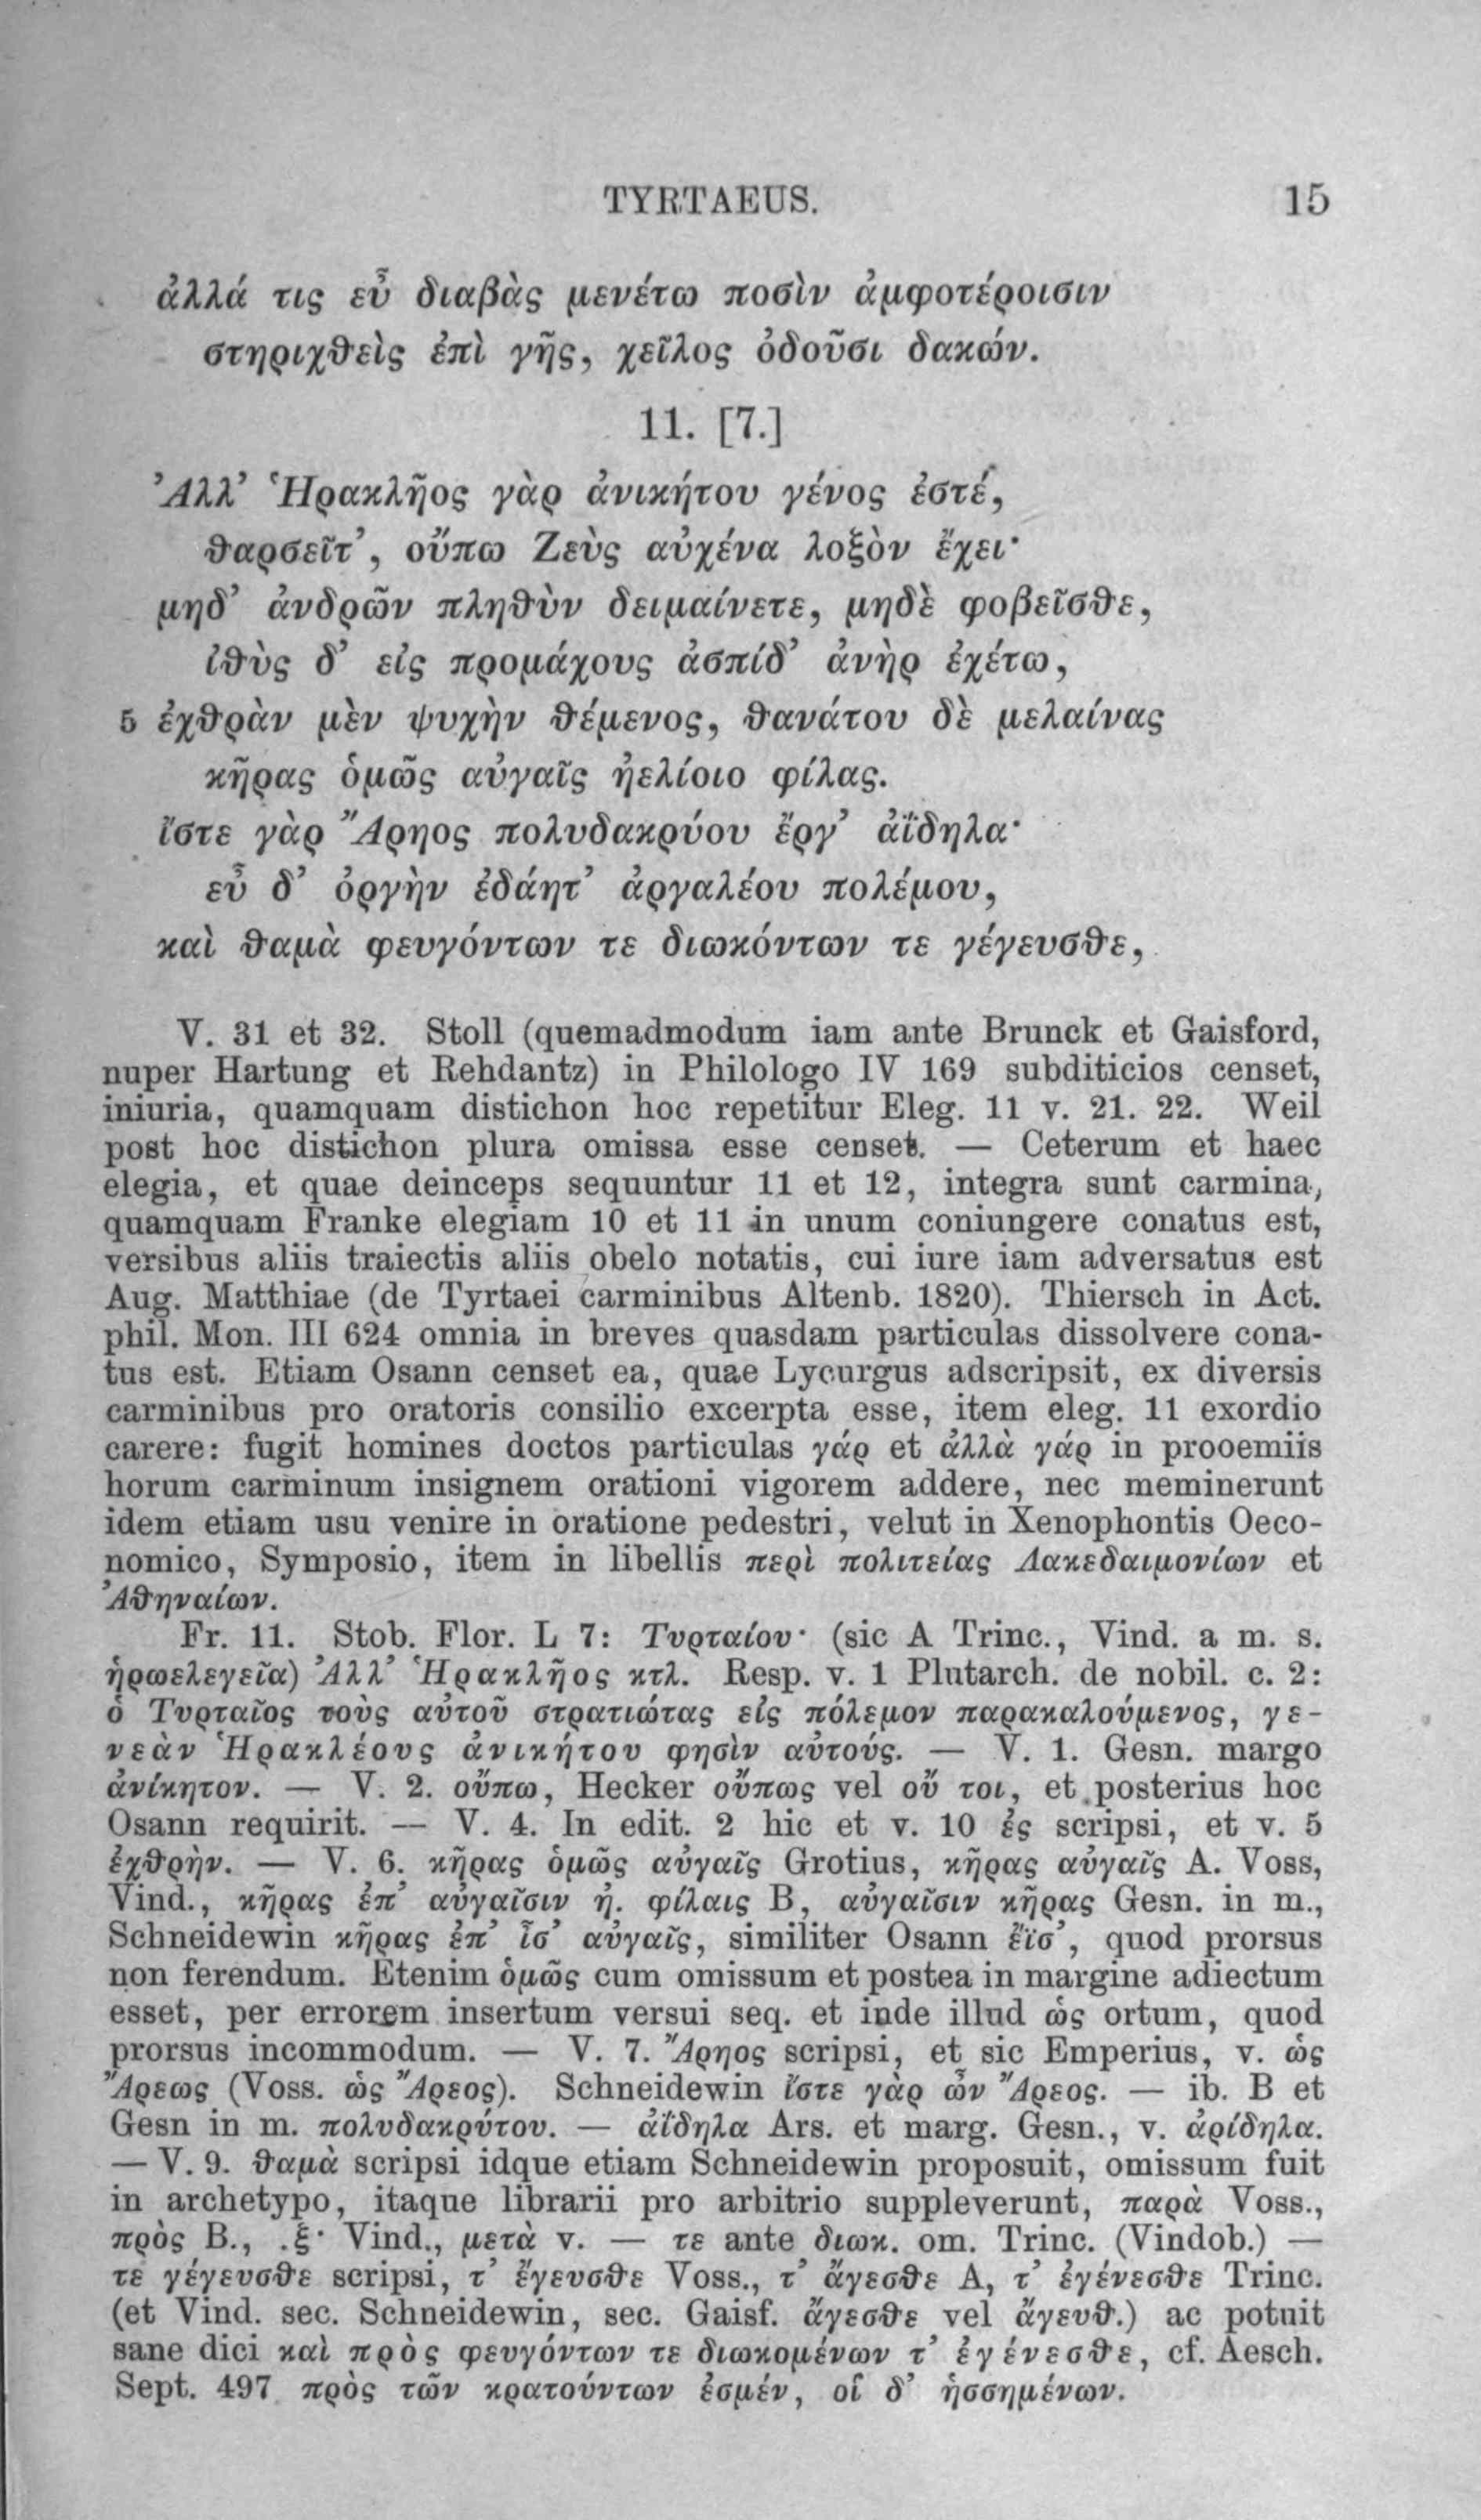 TYRTAEUS. 15
ἀλλά τις εὖ διαβὰς μενέτω ποσὶν ἀμφοτέροισιν
στηριχθεὶς ἐπὶ γῆς, χεῖλος ὀδοῦσι δακών.
11. [7.]
Ἀλλ’ Ἡρακλῆος γὰρ ἀνικήτου γένος ἐστέ,
θαρσεῖτ’, οὔπω Ζεὺς αὐχένα λοξὸν ἔχει·
μηδ’ ἀνδρῶν πληθὺν δειμαίνετε, μηδὲ φοβεῖσθε,
ἰθὺς δ’ εἰς προμάχους ἀσπίδ’ ἀνὴρ ἐχέτω,
5 ἐχθρὰν μὲν ψυχὴν θέμενος, θανάτου δὲ μελαίνας
κῆρας ὁμῶς αὐγαῖς ἠελίοιο φίλας.
ἴστε γὰρ Ἄρηος πολυδακρύου ἔργ’ ἀΐδηλα·
εὖ δ’ ὀργὴν ἐδάητ’ ἀργαλέου πολέμου,
καὶ θαμὰ φευγόντων τε διωκόντων τε γέγευσθε,
V. 31 et 32. Stoll (quemadmodum iam ante Brunck et Gaisford,
nuper Hartung et Rehdantz) in Philologo IV 169 subditicios censet,
iniuria, quamquam distichon hoc repetitur Eleg. 11 v. 21. 22. Weil
post hoc distichon plura omissa esse censet. — Ceterum et haec
elegia, et quae deinceps sequuntur 11 et 12, integra sunt carmina,
quamquam Franke elegiam 10 et 11 in unum coniungere conatus est,
versibus aliis traiectis aliis obelo notatis, cui iure iam adversatus est
Aug. Matthiae (de Tyrtaei carminibus Altenb. 1820). Thiersch in Act.
phil. Mon. III 624 omnia in breves quasdam particulas dissolvere cona-
tus est. Etiam Osann censet ea, quae Lycurgus adscripsit, ex diversis
carminibus pro oratoris consilio excerpta esse, item eleg. 11 exordio
carere: fugit homines doctos particulas γάρ et ἀλλὰ γάρ in prooemiis
horum carminum insignem orationi vigorem addere, nec meminerunt
idem etiam usu venire in oratione pedestri, velut in Xenophontis Oeco-
nomico, Symposio, item in libellis περὶ πολιτείας Λακεδαιμονίων et
Ἀθηναίων.
Fr. 11. Stob. Flor. L 7: Τυρταίου· (sic A Trinc., Vind. a m. s.
ἡρωελεγεῖα) Ἀλλ’ Ἡρακλῆος κτλ. Resp. v. 1 Plutarch. de nobil. c. 2:
ὁ Τυρταῖος τοὺς αὑτοῦ στρατιώτας εἰς πόλεμον παρακαλούμενος, γε-
νεὰν Ἡρακλέους ἀνικήτου φησὶν αὐτούς. — V. 1. Gesn. margo
ἀνίκητον. — V. 2. οὔπω, Hecker οὔπως vel οὔ τοι, et posterius hoc
Osann requirit. — V. 4. In edit. 2 hic et v. 10 ἐς scripsi, et v. 5
ἐχθρὴν. — V. 6. κῆρας ὁμῶς αὐγαῖς Grotius, κῆρας αὐγαῖς A. Voss,
Vind., κῆρας ἐπ’ αὐγαῖσιν ἠ. φίλαις B, αὐγαῖσιν κῆρας Gesn. in m.,
Schneidewin κῆρας ἐπ’ ἶσ’ αὐγαῖς, similiter Osann ἔϊσ’, quod prorsus
non ferendum. Etenim ὁμῶς cum omissum et postea in margine adiectum
esset, per errorem insertum versui seq. et inde illud ὡς ortum, quod
prorsus incommodum. — V. 7. Ἄρηος scripsi, et sic Emperius, v. ὡς
Ἄρεως (Voss. ὡς Ἄρεος). Schneidewin ἴστε γὰρ ὦν Ἄρεος. — ib. B et
Gesn in m. πολυδακρύτου. — ἀΐδηλα Ars. et marg. Gesn., v. ἀρίδηλα.
— V. 9. θαμὰ scripsi idque etiam Schneidewin proposuit, omissum fuit
in archetypo, itaque librarii pro arbitrio suppleverunt, παρὰ Voss.,
πρὸς B., .ξ· Vind., μετὰ v. — τε ante διωκ. om. Trinc. (Vindob.) —
τε γέγευσθε scripsi, τ’ ἔγευσθε Voss., τ’ ἄγεσθε A, τ’ ἐγένεσθε Trinc.
(et Vind. sec. Schneidewin, sec. Gaisf. ἄγεσθε vel ἄγευθ.) ac potuit
sane dici καὶ πρὸς φευγόντων τε διωκομένων τ’ ἐγένεσθε, cf. Aesch.
Sept. 497 πρὸς τῶν κρατούντων ἐσμέν, οἵ δ’ ἡσσημένων.